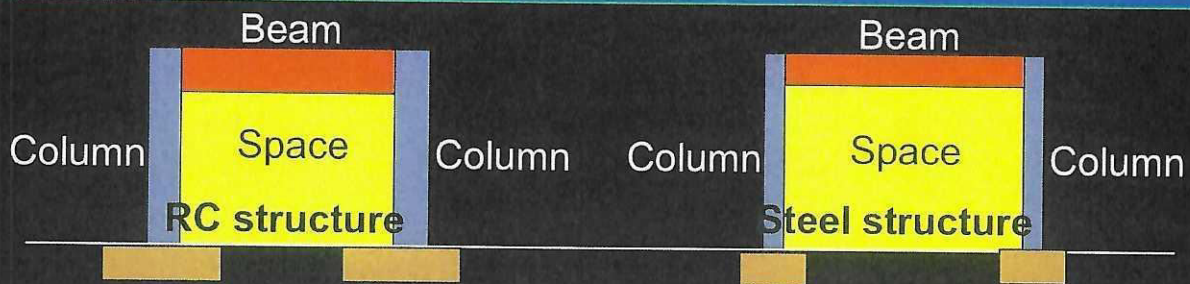 Beam
Column
Space
Column
RC structure
Beam
Column
Space
Column
Steel structure